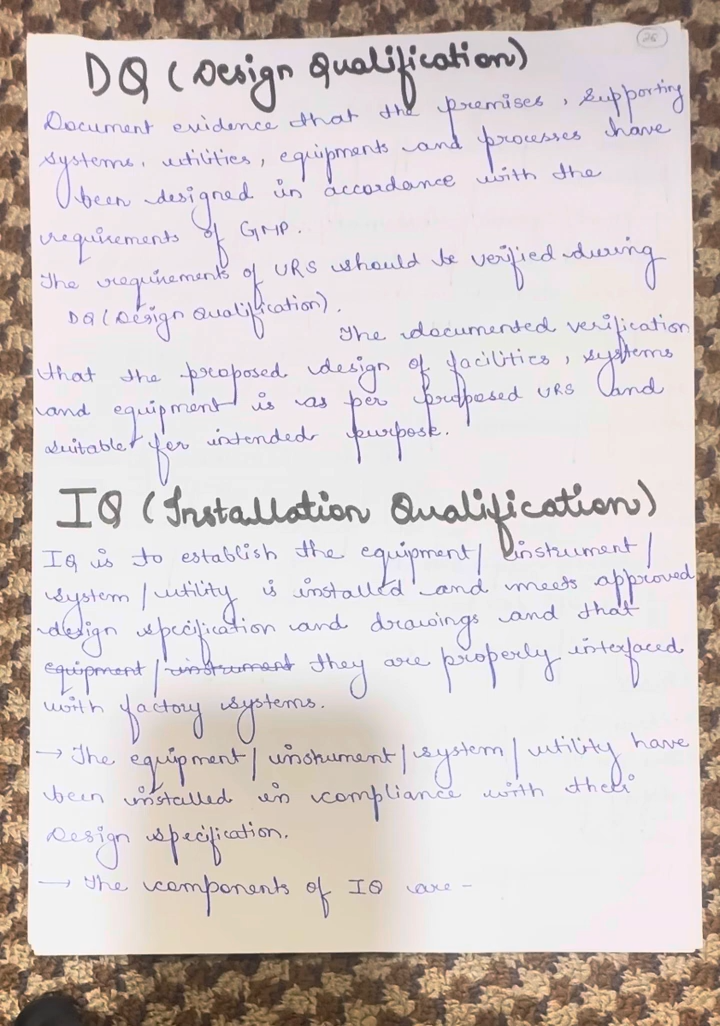 26
DQ (Design Qualification)
Document evidence that the premises, supporting
systems, utilities, equipments and processes have
been designed in accordance with the
requirements of GMP.
The requirements of URS should be verified during
DQ (Design Qualification).
The documented verification
that the proposed design of facilities, systems
and equipment is as per proposed URS and
suitable for intended purpose.
IQ (Installation Qualification)
IQ is to establish the equipment/instrument/
system/utility is installed and meets approved
design specification and drawings and that
equipment/instrument they are properly interfaced
with factory systems.
→ The equipment/instrument/system/utility have
been installed in compliance with their
Design specification.
→ The components of IQ are -